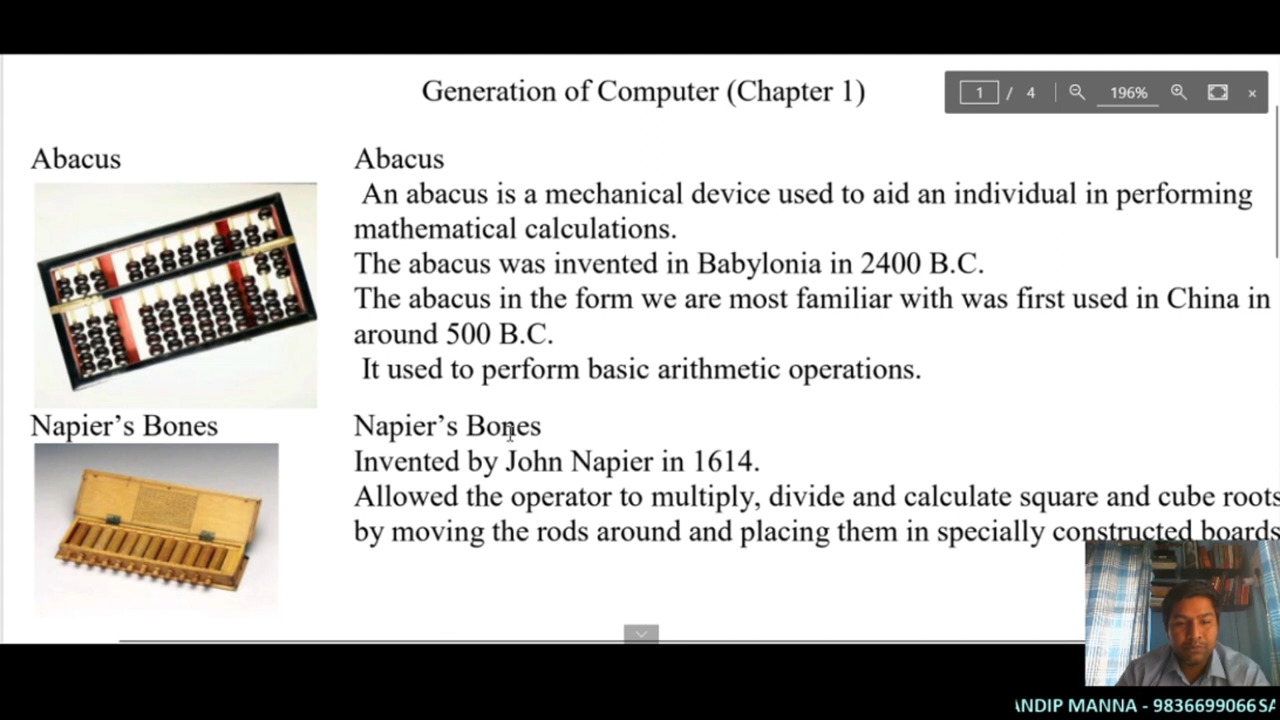 Generation of Computer (Chapter 1)
1 / 4 196% ×
Abacus
Abacus
An abacus is a mechanical device used to aid an individual in performing
mathematical calculations.
The abacus was invented in Babylonia in 2400 B.C.
The abacus in the form we are most familiar with was first used in China in
around 500 B.C.
It used to perform basic arithmetic operations.
Napier’s Bones
Napier’s Bones
Invented by John Napier in 1614.
Allowed the operator to multiply, divide and calculate square and cube roots
by moving the rods around and placing them in specially constructed boards
ANDIP MANNA - 9836699066 SA